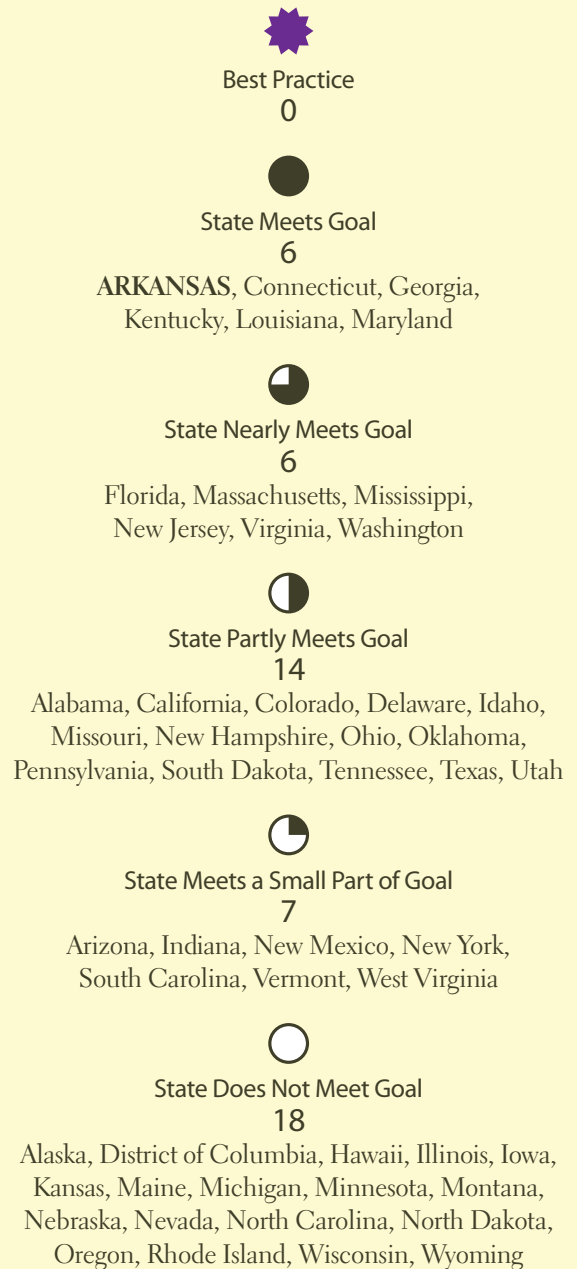 Best Practice
0
State Meets Goal
6
ARKANSAS, Connecticut, Georgia,
Kentucky, Louisiana, Maryland
State Nearly Meets Goal
6
Florida, Massachusetts, Mississippi,
New Jersey, Virginia, Washington
State Partly Meets Goal
14
Alabama, California, Colorado, Delaware, Idaho,
Missouri, New Hampshire, Ohio, Oklahoma,
Pennsylvania, South Dakota, Tennessee, Texas, Utah
State Meets a Small Part of Goal
7
Arizona, Indiana, New Mexico, New York,
South Carolina, Vermont, West Virginia
State Does Not Meet Goal
18
Alaska, District of Columbia, Hawaii, Illinois, Iowa,
Kansas, Maine, Michigan, Minnesota, Montana,
Nebraska, Nevada, North Carolina, North Dakota,
Oregon, Rhode Island, Wisconsin, Wyoming